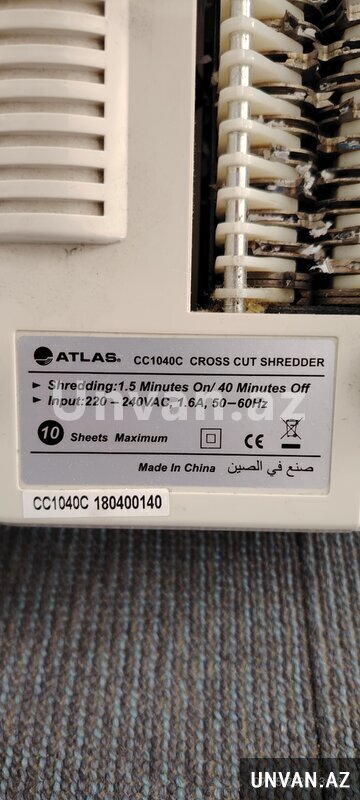 ATLAS® CC1040C CROSS CUT SHREDDER
► Shredding:1.5 Minutes On/ 40 Minutes Off
► Input:220～240VAC, 1.6A, 50-60Hz
Unvan.az
10 Sheets Maximum CE
Made In China صنع في الصين
CC1040C 180400140
UNVAN.AZ